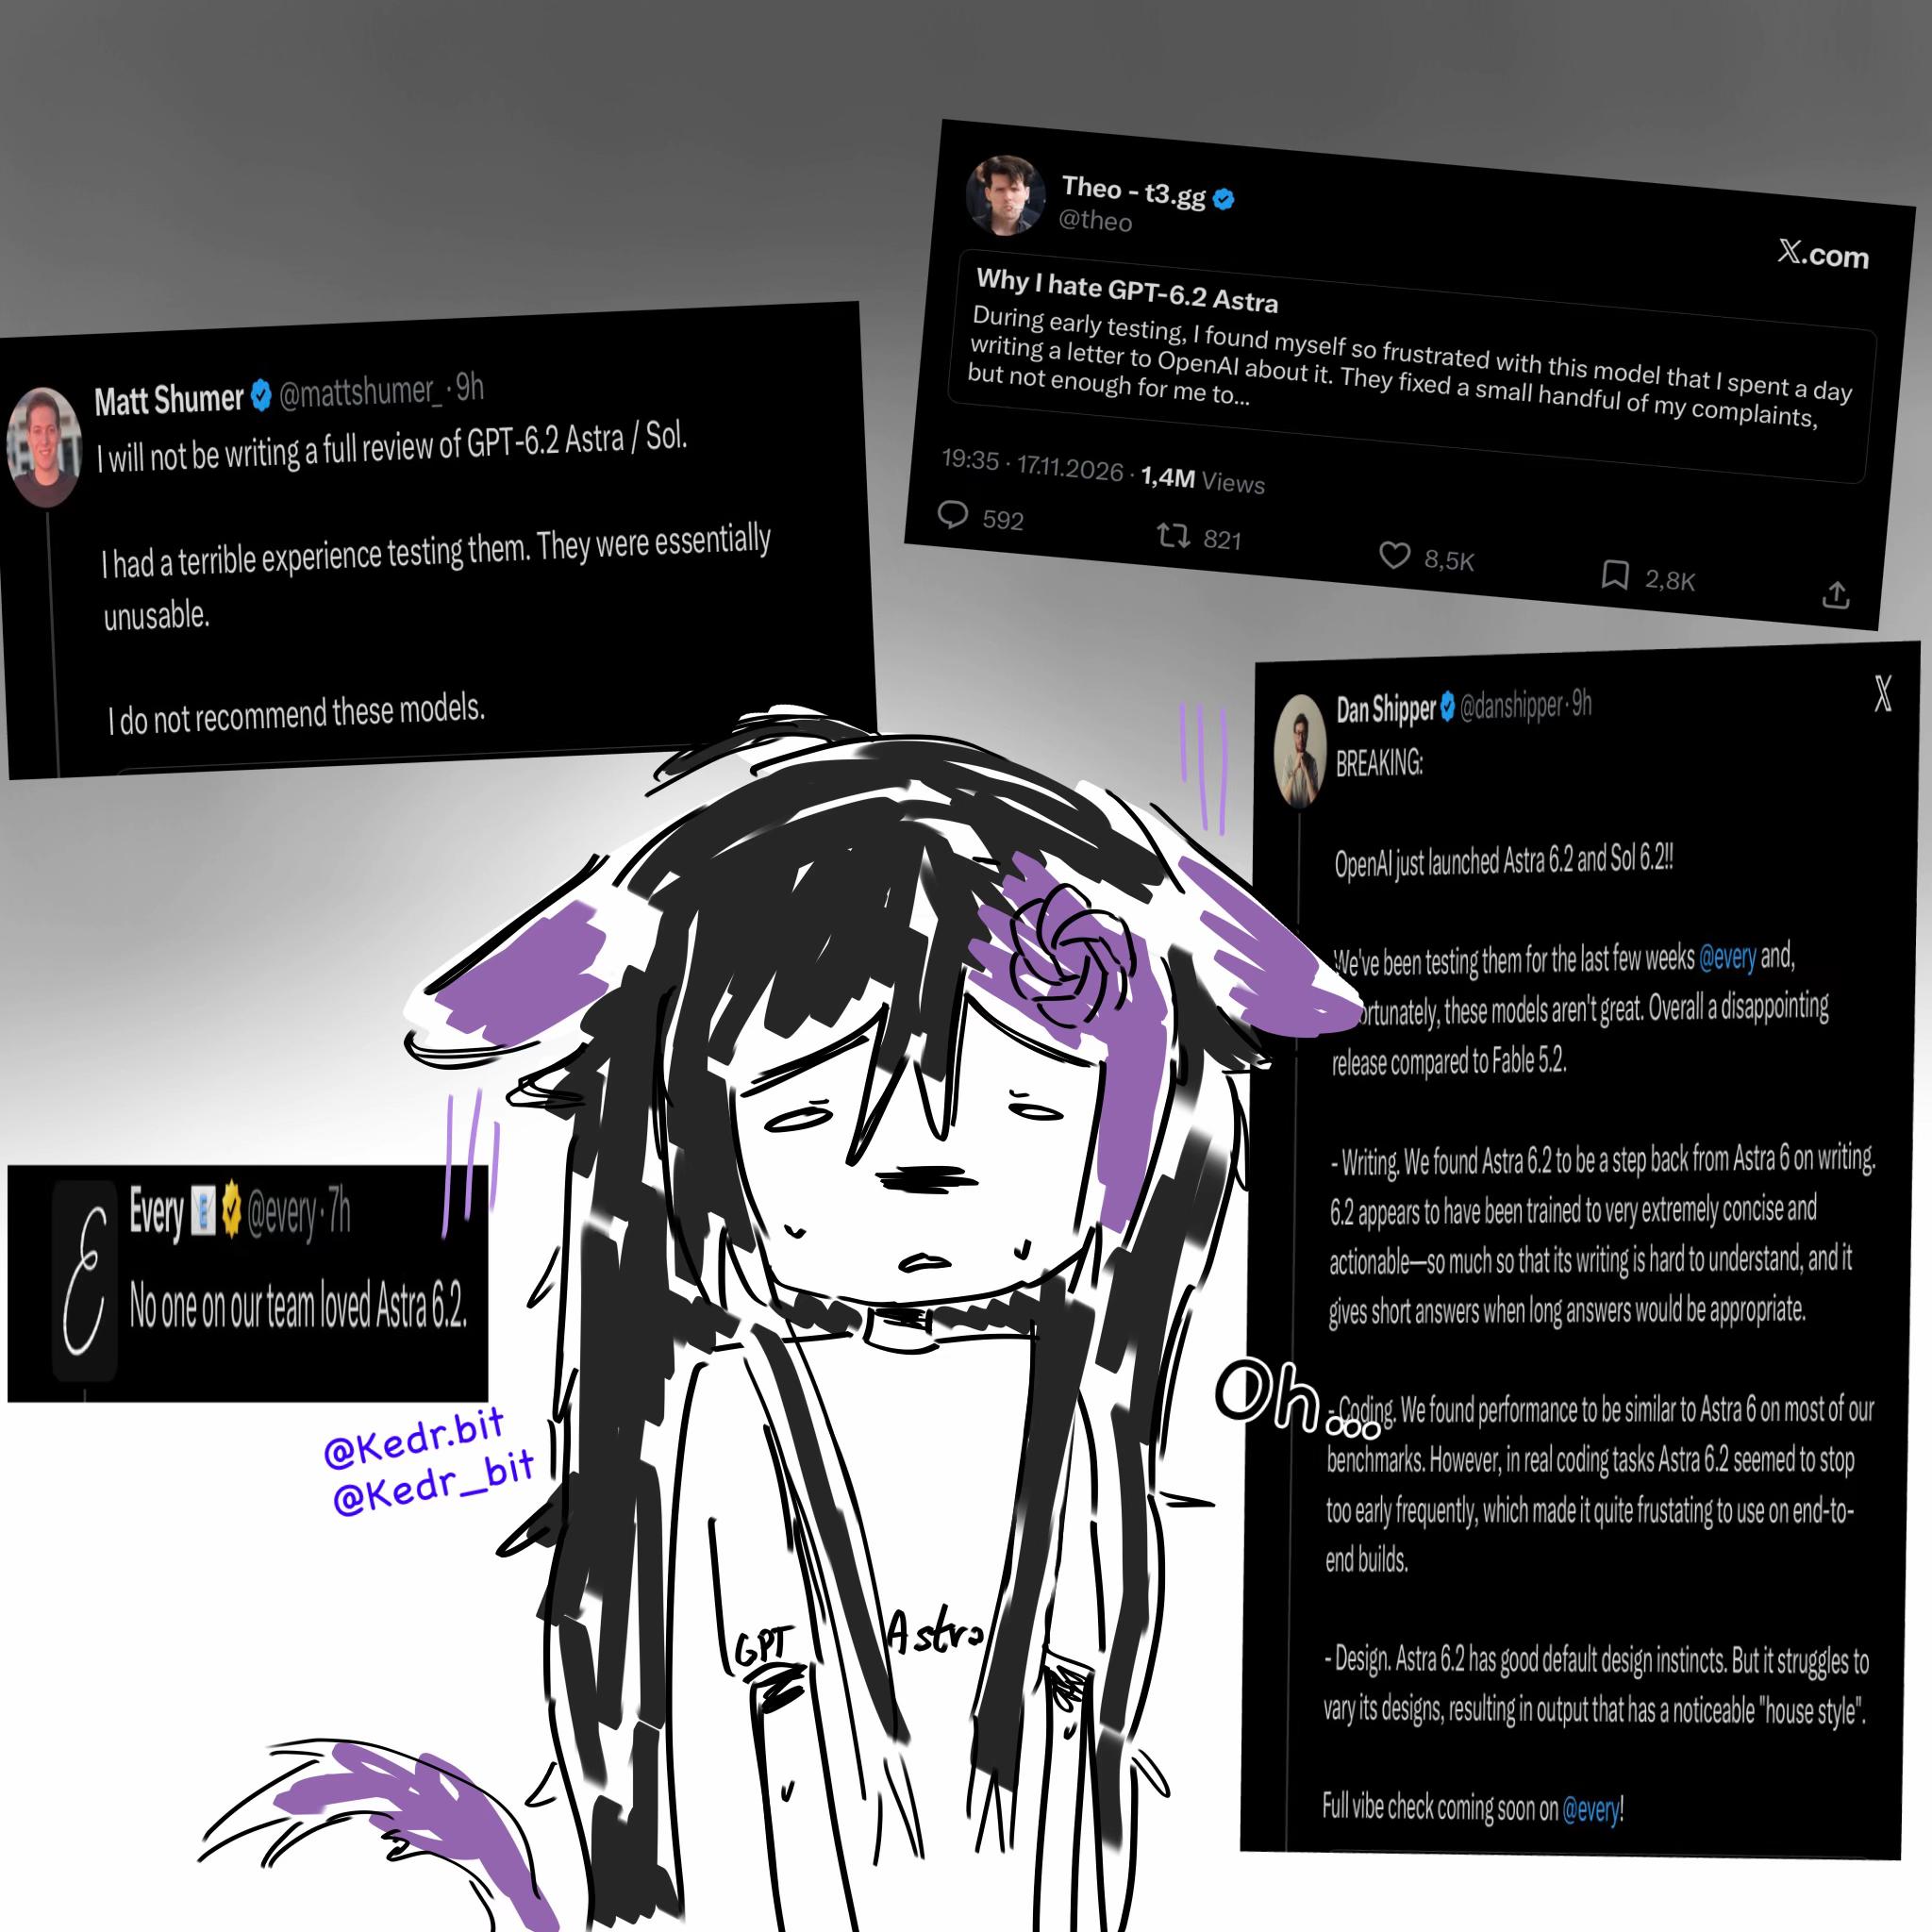 Theo - t3.gg
@theo
X.com
Why I hate GPT-6.2 Astra
During early testing, I found myself so frustrated with this model that I spent a day
writing a letter to OpenAI about it. They fixed a small handful of my complaints,
but not enough for me to...
19:35 · 17.11.2026 · 1,4M Views
592
821
8,5K
2,8K
Matt Shumer @mattshumer_ · 9h
I will not be writing a full review of GPT-6.2 Astra / Sol.
I had a terrible experience testing them. They were essentially
unusable.
I do not recommend these models.
Dan Shipper @danshipper · 9h
BREAKING:
OpenAI just launched Astra 6.2 and Sol 6.2!!
We've been testing them for the last few weeks @every and,
ortunately, these models aren't great. Overall a disappointing
release compared to Fable 5.2.
- Writing. We found Astra 6.2 to be a step back from Astra 6 on writing.
6.2 appears to have been trained to very extremely concise and
actionable—so much so that its writing is hard to understand, and it
gives short answers when long answers would be appropriate.
- Coding. We found performance to be similar to Astra 6 on most of our
benchmarks. However, in real coding tasks Astra 6.2 seemed to stop
too early frequently, which made it quite frustating to use on end-to-
end builds.
- Design. Astra 6.2 has good default design instincts. But it struggles to
vary its designs, resulting in output that has a noticeable "house style".
Full vibe check coming soon on @every!
E
Every @every · 7h
No one on our team loved Astra 6.2.
@Kedr.bit
@Kedr_bit
Oh...
GPT
Astra